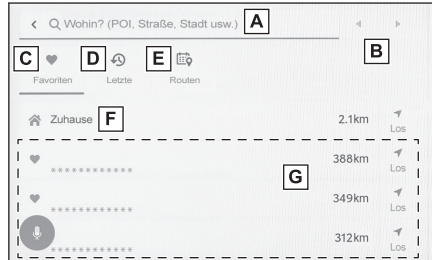 Wohin? (POI, Straße, Stadt usw.) A
B
C D E
Favoriten Letzte Routen
Zuhause F 2.1km
Los
388km
************* Los
G
349km
************* Los
312km
************* Los